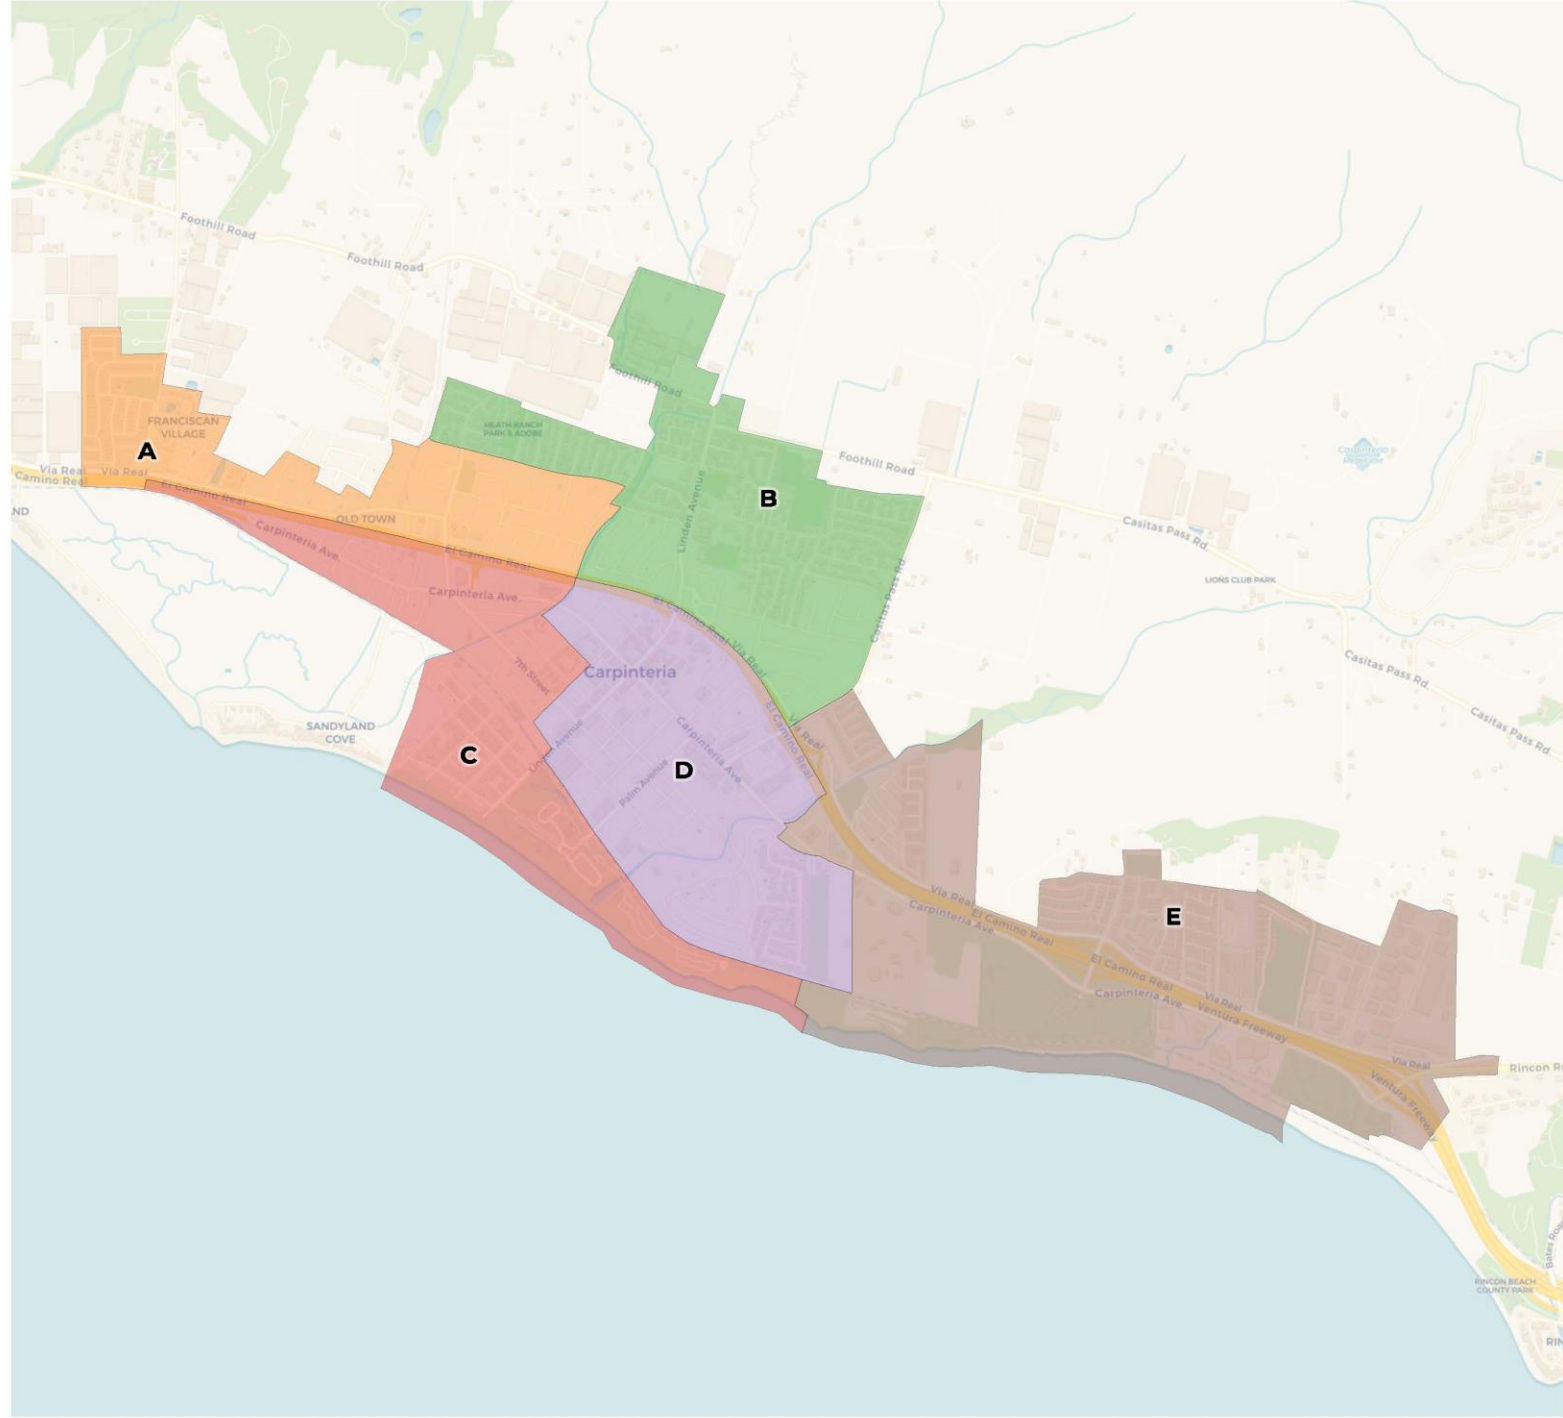 Foothill Road
Foothill Road
Foothill Road
HEATH RANCH
PARK & ADOBE
FRANCISCAN
VILLAGE
A
Via Real
Via Real
Camino Real
El Camino Real
ND
OLD TOWN
Carpinteria Ave.
El Camino Real
Carpinteria Ave.
Linden Avenue
B
Foothill Road
Casitas Pass Rd.
Casitas Pass Rd.
LIONS CLUB PARK
Casitas Pass Rd.
Casitas Pass Rd.
El Camino Real
Via Real
Carpinteria
7th Street
SANDYLAND
COVE
C
Linden Avenue
D
Palm Avenue
Carpinteria Ave.
El Camino Real
Via Real
Via Real
Carpinteria Ave.
El Camino Real
E
El Camino Real
Carpinteria Ave.
Via Real
Ventura Freeway
Via Real
Ventura Freeway
Rincon R
Bates Roa
RINCON BEACH
COUNTY PARK
RIN